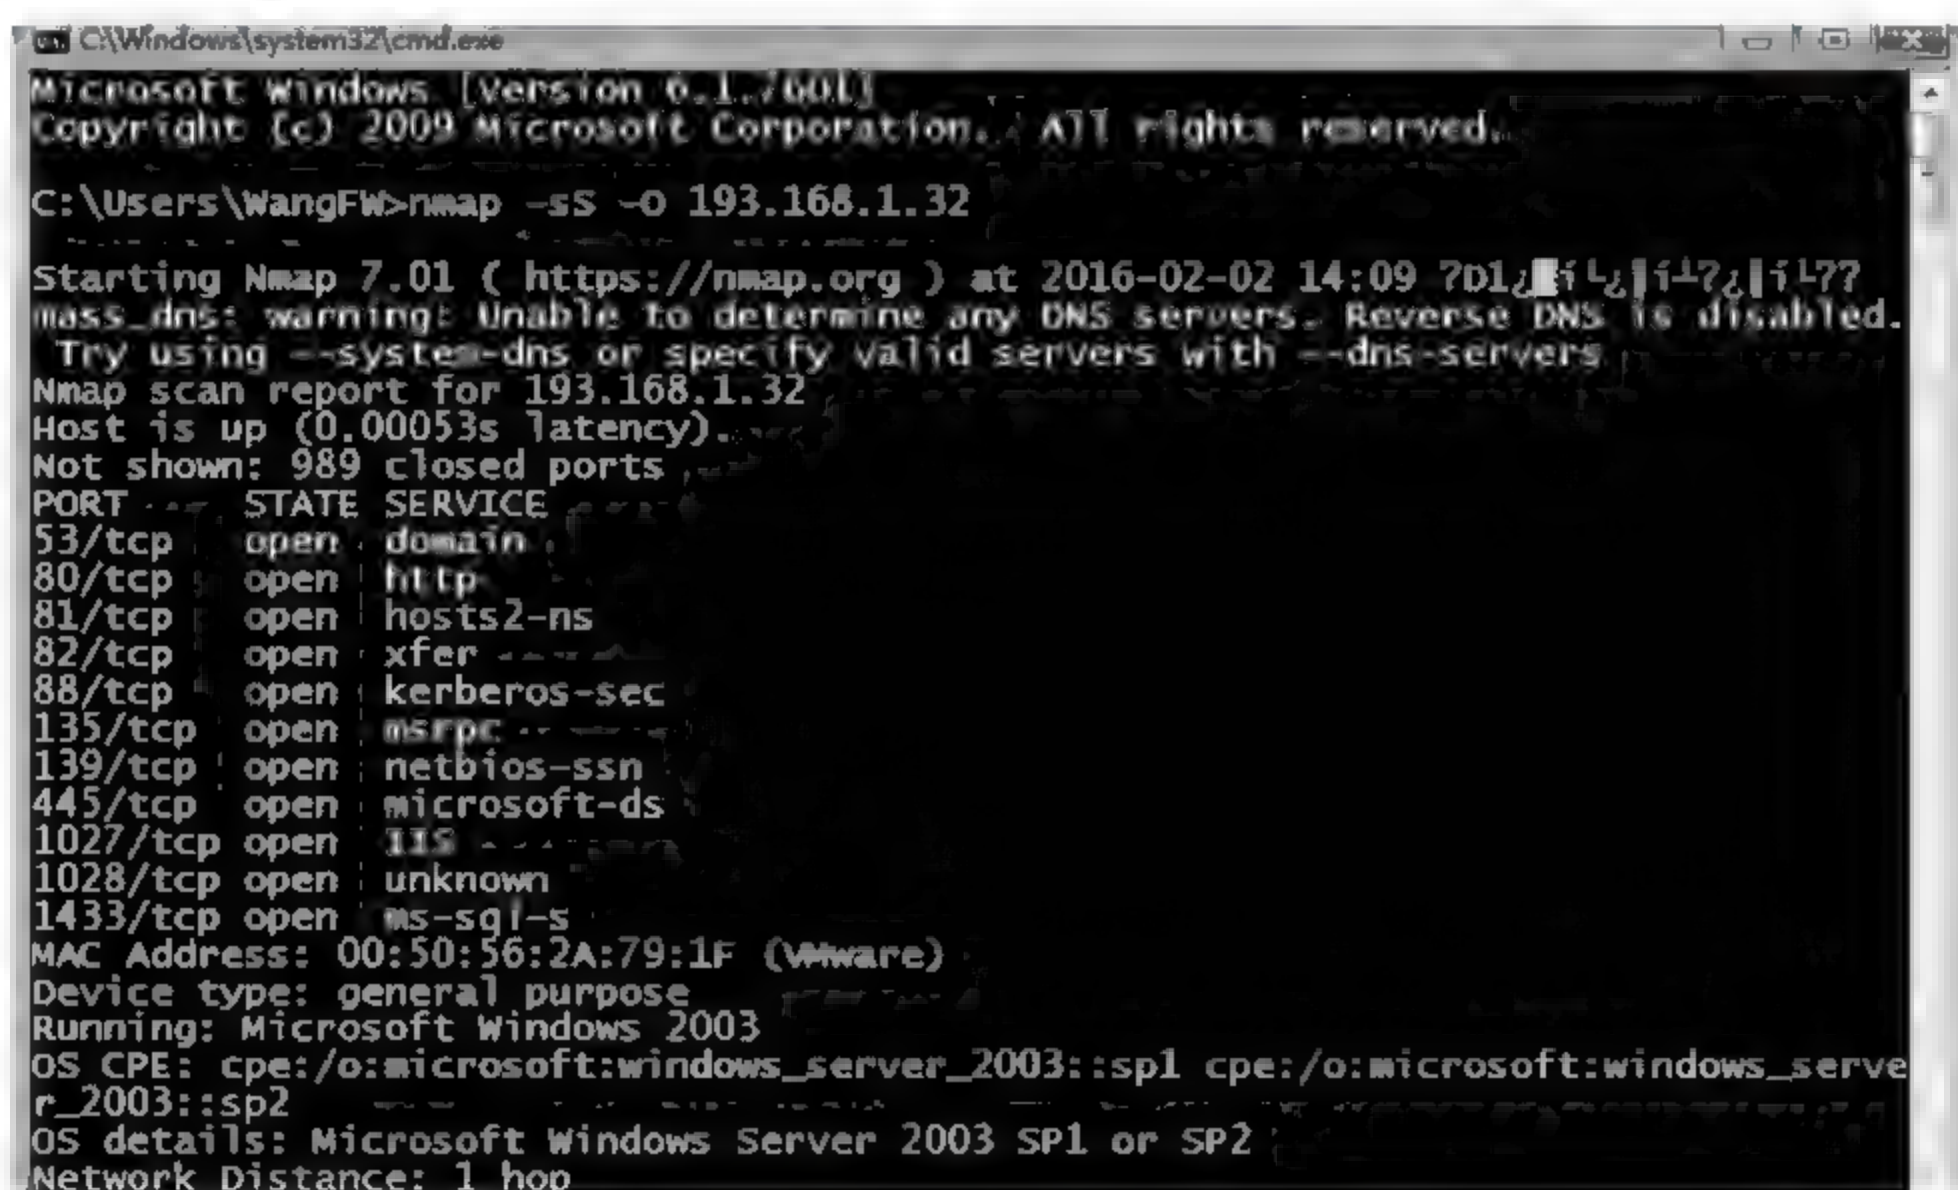 C:\Windows\system32\cmd.exe
Microsoft Windows [Version 6.1.7601]
Copyright (c) 2009 Microsoft Corporation.  All rights reserved.
C:\Users\WangFW>nmap -sS -O 193.168.1.32
Starting Nmap 7.01 ( https://nmap.org ) at 2016-02-02 14:09
mass_dns: warning: Unable to determine any DNS servers. Reverse DNS is disabled.
Try using --system-dns or specify valid servers with --dns-servers
Nmap scan report for 193.168.1.32
Host is up (0.00053s latency).
Not shown: 989 closed ports
PORT     STATE SERVICE
53/tcp   open  domain
80/tcp   open  http
81/tcp   open  hosts2-ns
82/tcp   open  xfer
88/tcp   open  kerberos-sec
135/tcp  open  msrpc
139/tcp  open  netbios-ssn
445/tcp  open  microsoft-ds
1027/tcp open  IIS
1028/tcp open  unknown
1433/tcp open  ms-sql-s
MAC Address: 00:50:56:2A:79:1F (VMware)
Device type: general purpose
Running: Microsoft Windows 2003
OS CPE: cpe:/o:microsoft:windows_server_2003::sp1 cpe:/o:microsoft:windows_serve
r_2003::sp2
OS details: Microsoft Windows Server 2003 SP1 or SP2
Network Distance: 1 hop